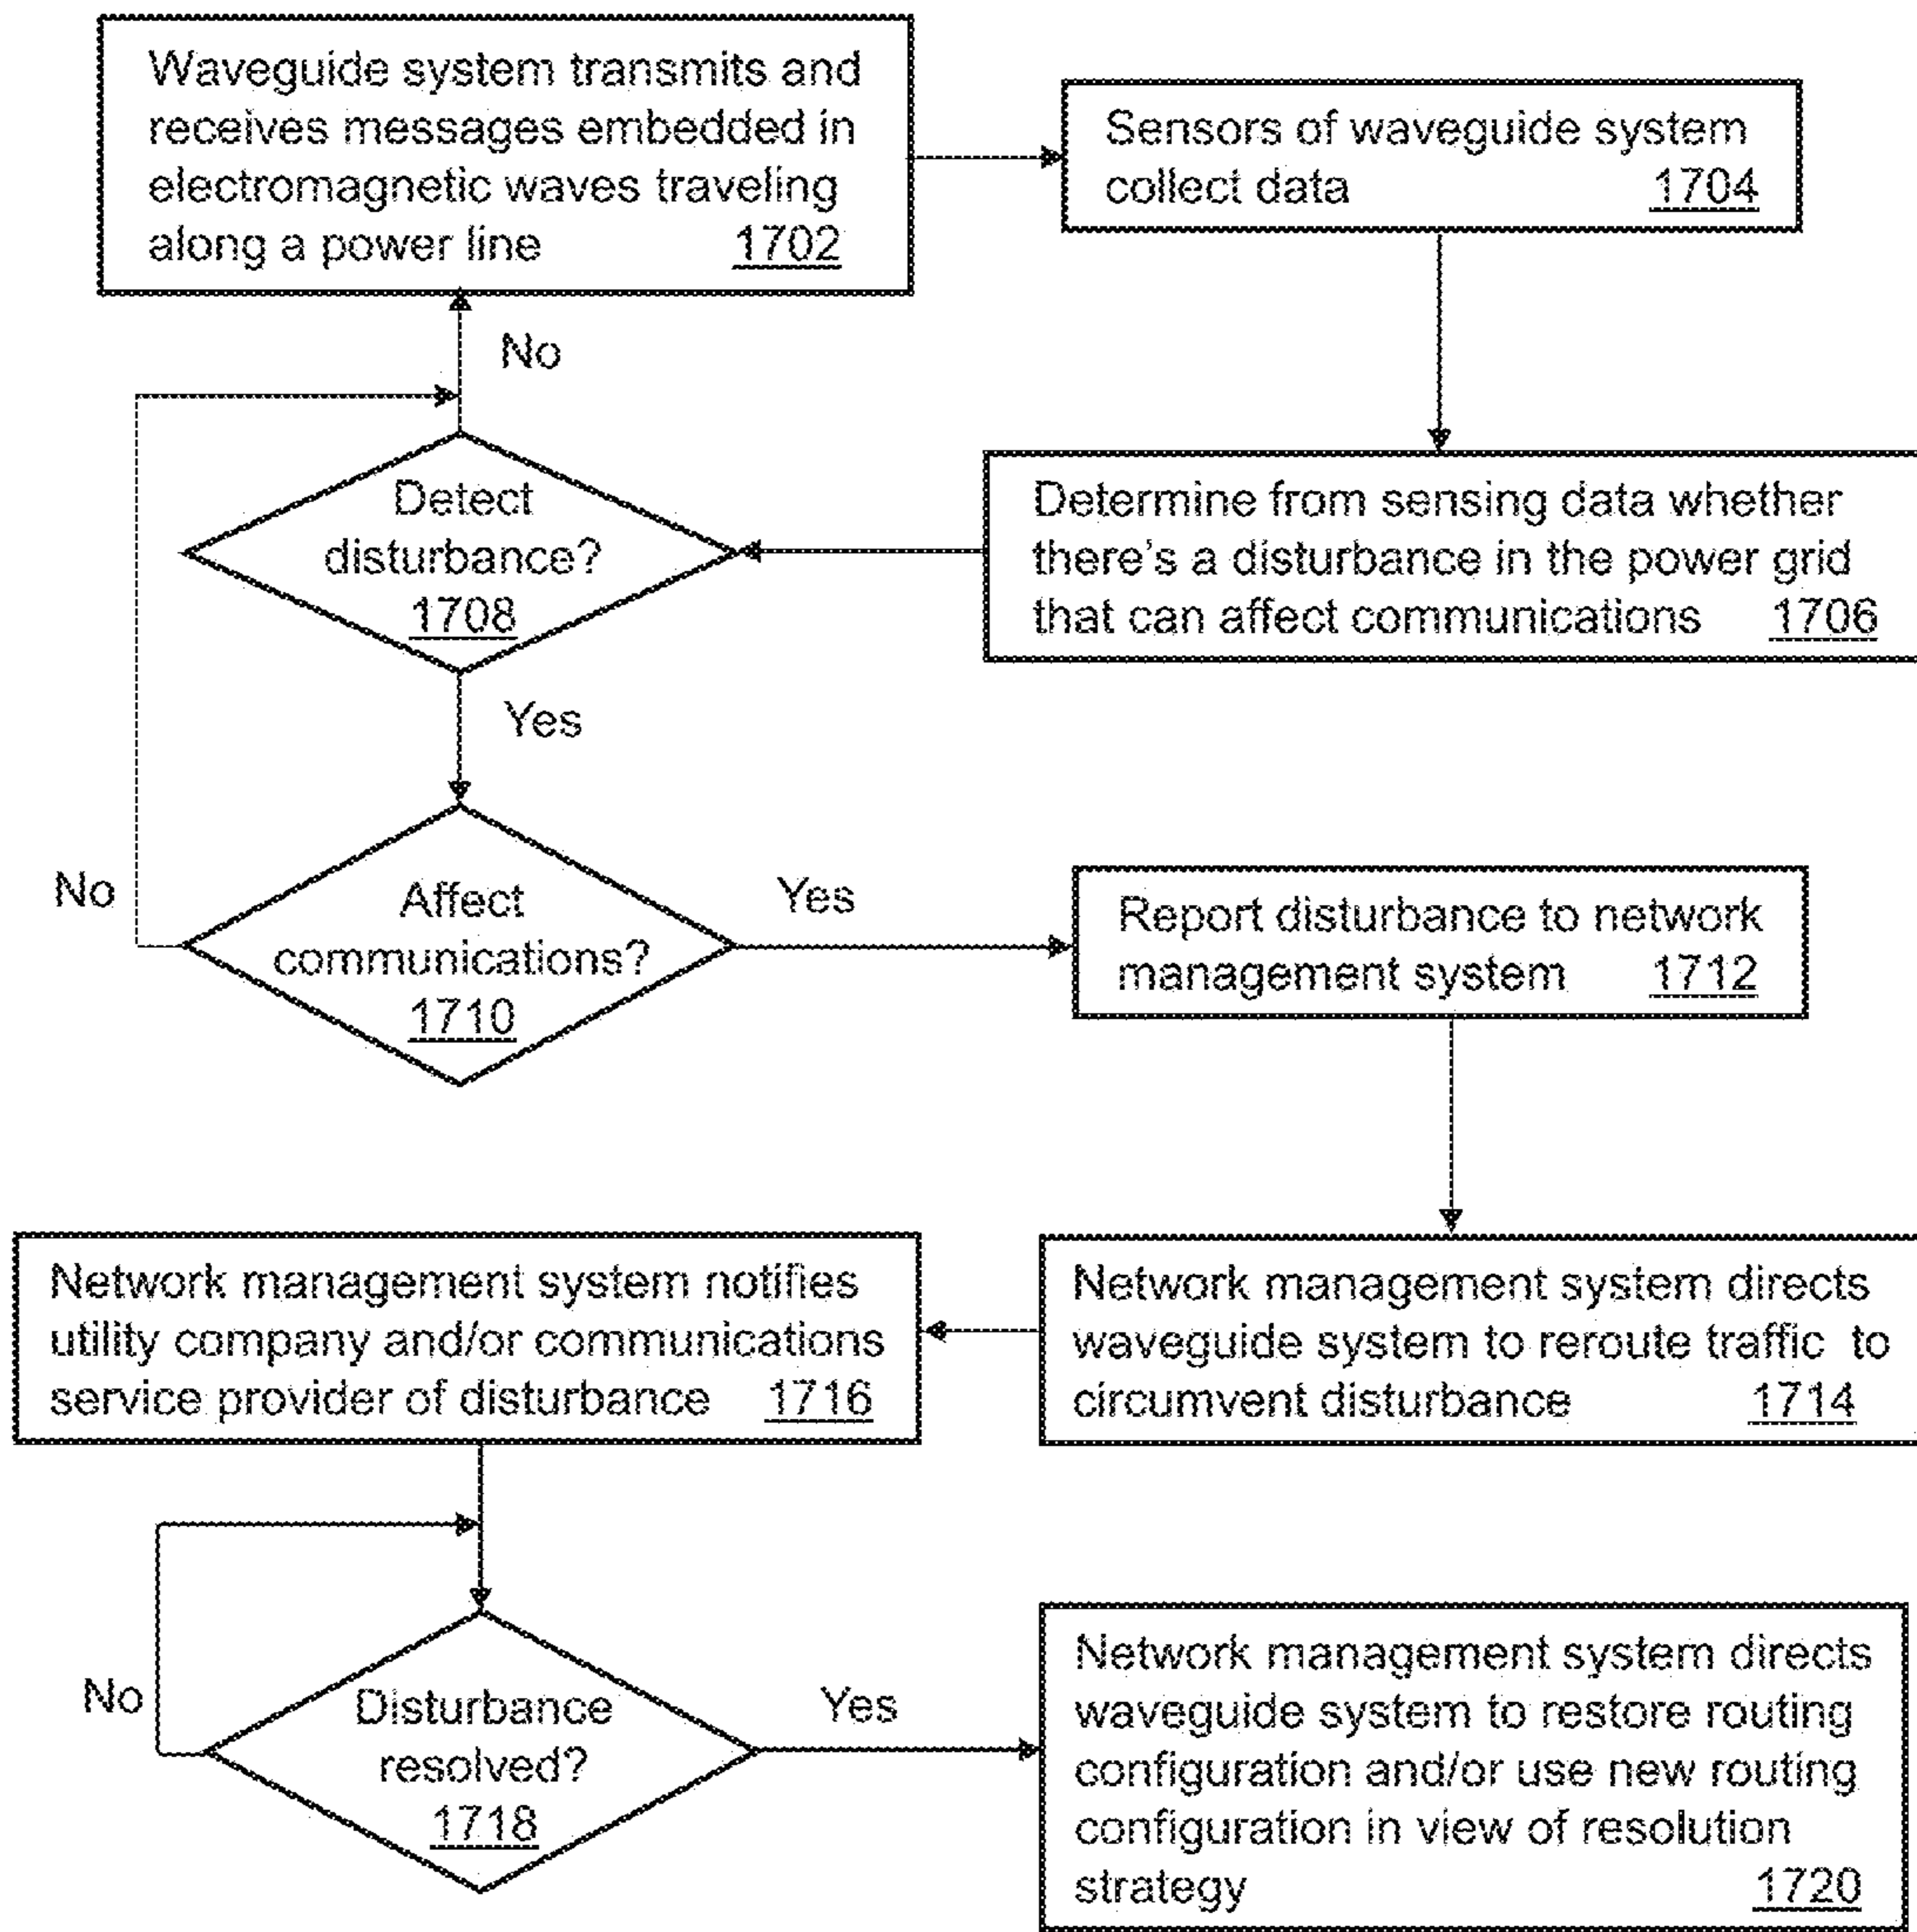 Waveguide system transmits and
receives messages embedded in
electromagnetic waves traveling
along a power line 1702
Sensors of waveguide system
collect data 1704
No
Detect
disturbance?
1708
Determine from sensing data whether
there's a disturbance in the power grid
that can affect communications 1706
Yes
No
Affect
communications?
1710
Yes
Report disturbance to network
management system 1712
Network management system notifies
utility company and/or communications
service provider of disturbance 1716
Network management system directs
waveguide system to reroute traffic to
circumvent disturbance 1714
No
Disturbance
resolved?
1718
Yes
Network management system directs
waveguide system to restore routing
configuration and/or use new routing
configuration in view of resolution
strategy 1720